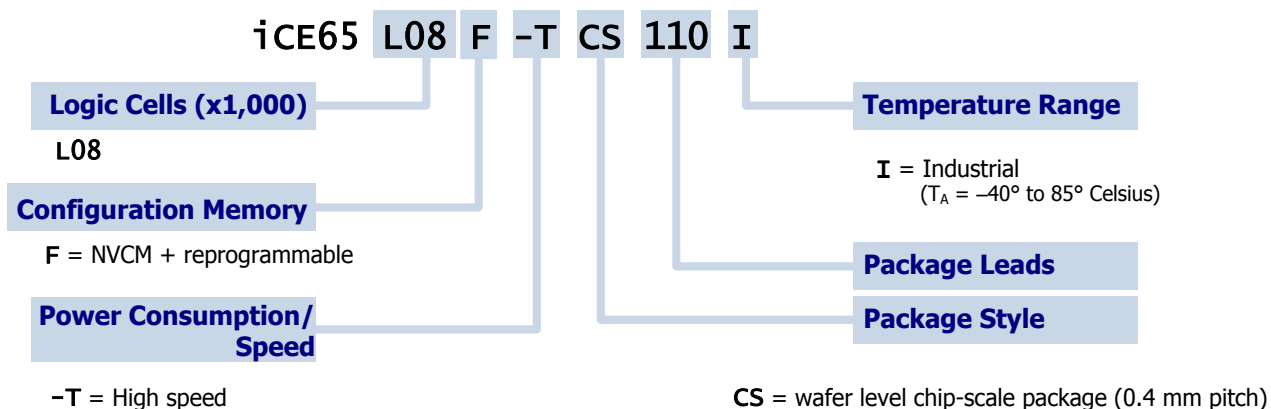 iCE65 L08 F -T CS 110 I
Logic Cells (x1,000)
L08
Configuration Memory
F = NVCM + reprogrammable
Power Consumption/
Speed
-T = High speed
Temperature Range
I = Industrial
(TA = –40° to 85° Celsius)
Package Leads
Package Style
CS = wafer level chip-scale package (0.4 mm pitch)